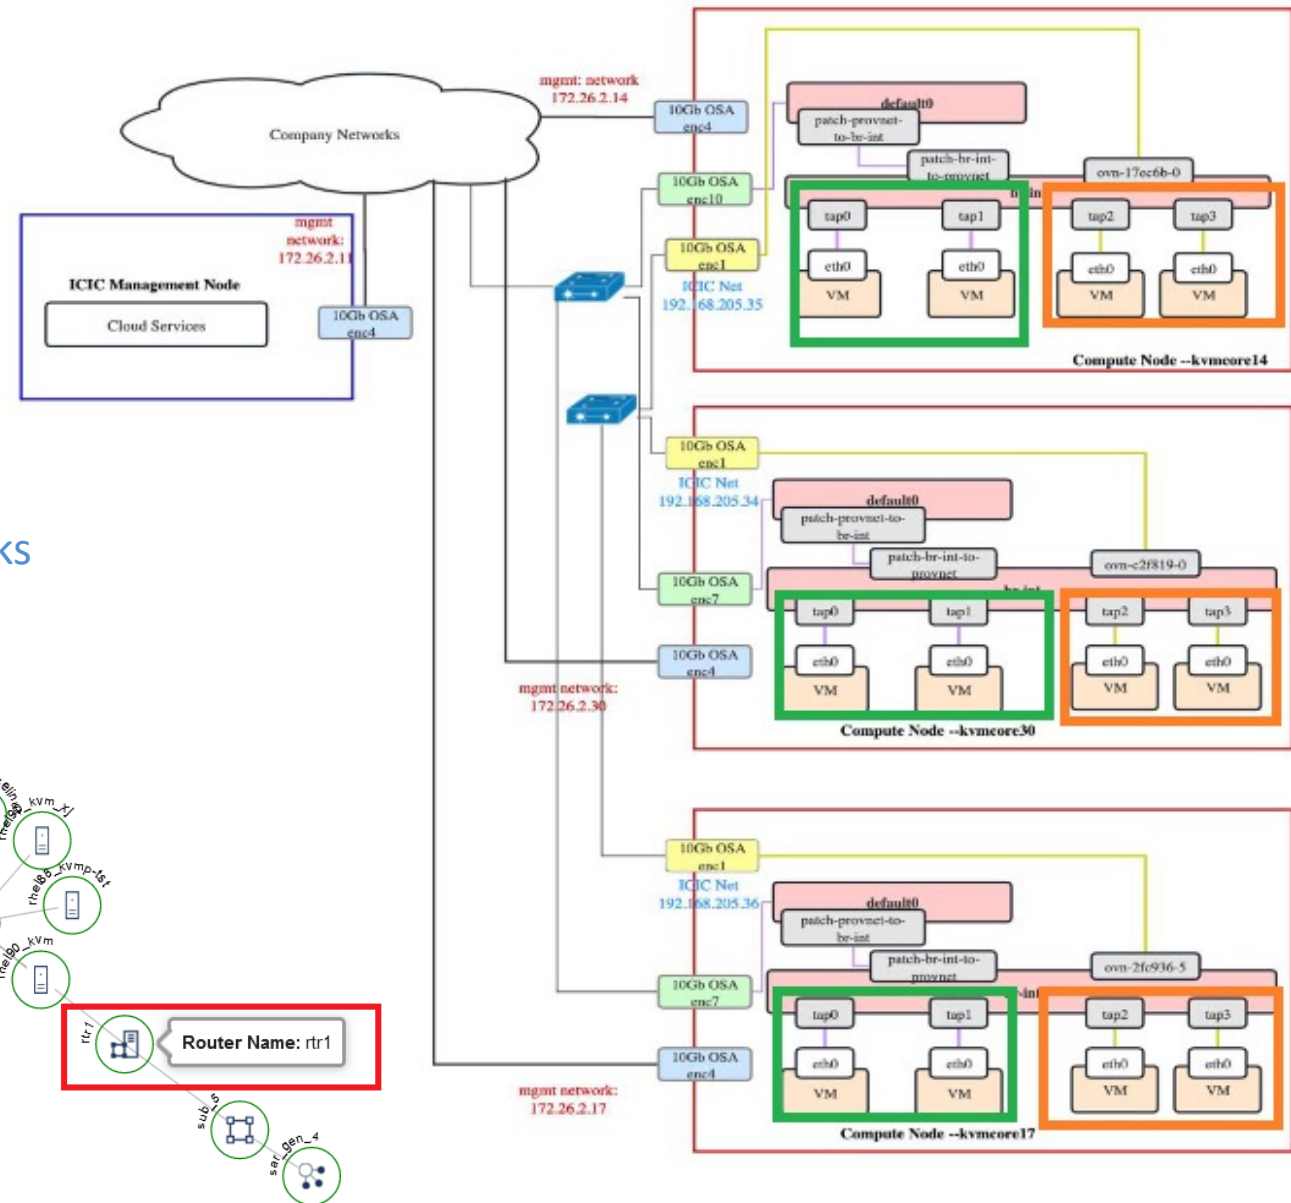 mgmt: network
172.26.2.14
10Gb OSA
enc4
default0
patch-provnet-
to-br-int
patch-br-int-
to-provnet
ovn-17ec6b-0
Company Networks
10Gb OSA
enc10
tap0
tap1
tap2
tap3
mgmt
network:
172.26.2.11
10Gb OSA
enc1
eth0
eth0
eth0
eth0
VM
VM
VM
VM
ICIC Net
192.168.205.35
ICIC Management Node
Cloud Services
10Gb OSA
enc4
Compute Node --kvmcore14
10Gb OSA
enc1
ICIC Net
192.168.205.34
default0
patch-provnet-to-
br-int
patch-br-int-to-
provnet
ovn-c2f819-0
ks
10Gb OSA
enc7
br-int
tap0
tap1
tap2
tap3
eth0
eth0
eth0
eth0
VM
VM
VM
VM
10Gb OSA
enc4
mgmt network:
172.26.2.30
Compute Node --kvmcore30
10Gb OSA
enc1
ICIC Net
192.168.205.36
default0
patch-provnet-to-
br-int
patch-br-int-to-
provnet
ovn-2fc936-5
10Gb OSA
enc7
-int
tap0
tap1
tap2
tap3
eth0
eth0
eth0
eth0
VM
VM
VM
VM
10Gb OSA
enc4
mgmt network:
172.26.2.17
Compute Node --kvmcore17
rhel86_kvmp-tst
rhel90_kvm
rtr1
Router Name: rtr1
sub_5
sar_gen_4